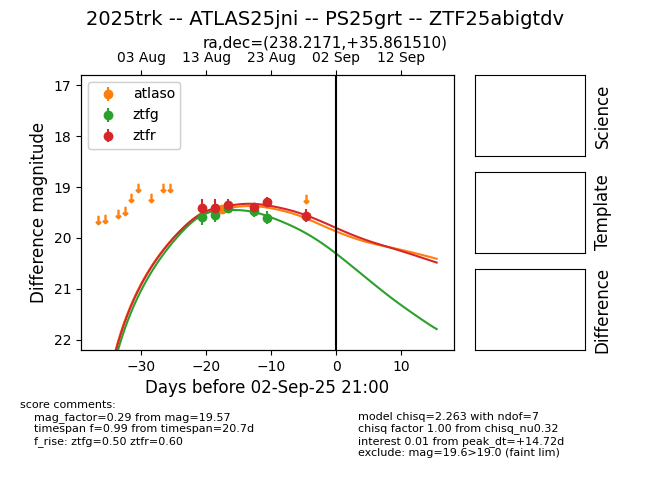 2025trk -- ATLAS25jni -- PS25grt -- ZTF25abigtdv
ra,dec=(238.2171,+35.861510)
03 Aug 13 Aug 23 Aug 02 Sep 12 Sep
atlaso
ztfg
ztfr
17
18
19
20
21
22
Difference magnitude
−30 −20 −10 0 10
Days before 02-Sep-25 21:00
Science
Template
Difference
score comments:
mag_factor=0.29 from mag=19.57
timespan f=0.99 from timespan=20.7d
f_rise: ztfg=0.50 ztfr=0.60
model chisq=2.263 with ndof=7
chisq factor 1.00 from chisq_nu0.32
interest 0.01 from peak_dt=+14.72d
exclude: mag=19.6>19.0 (faint lim)